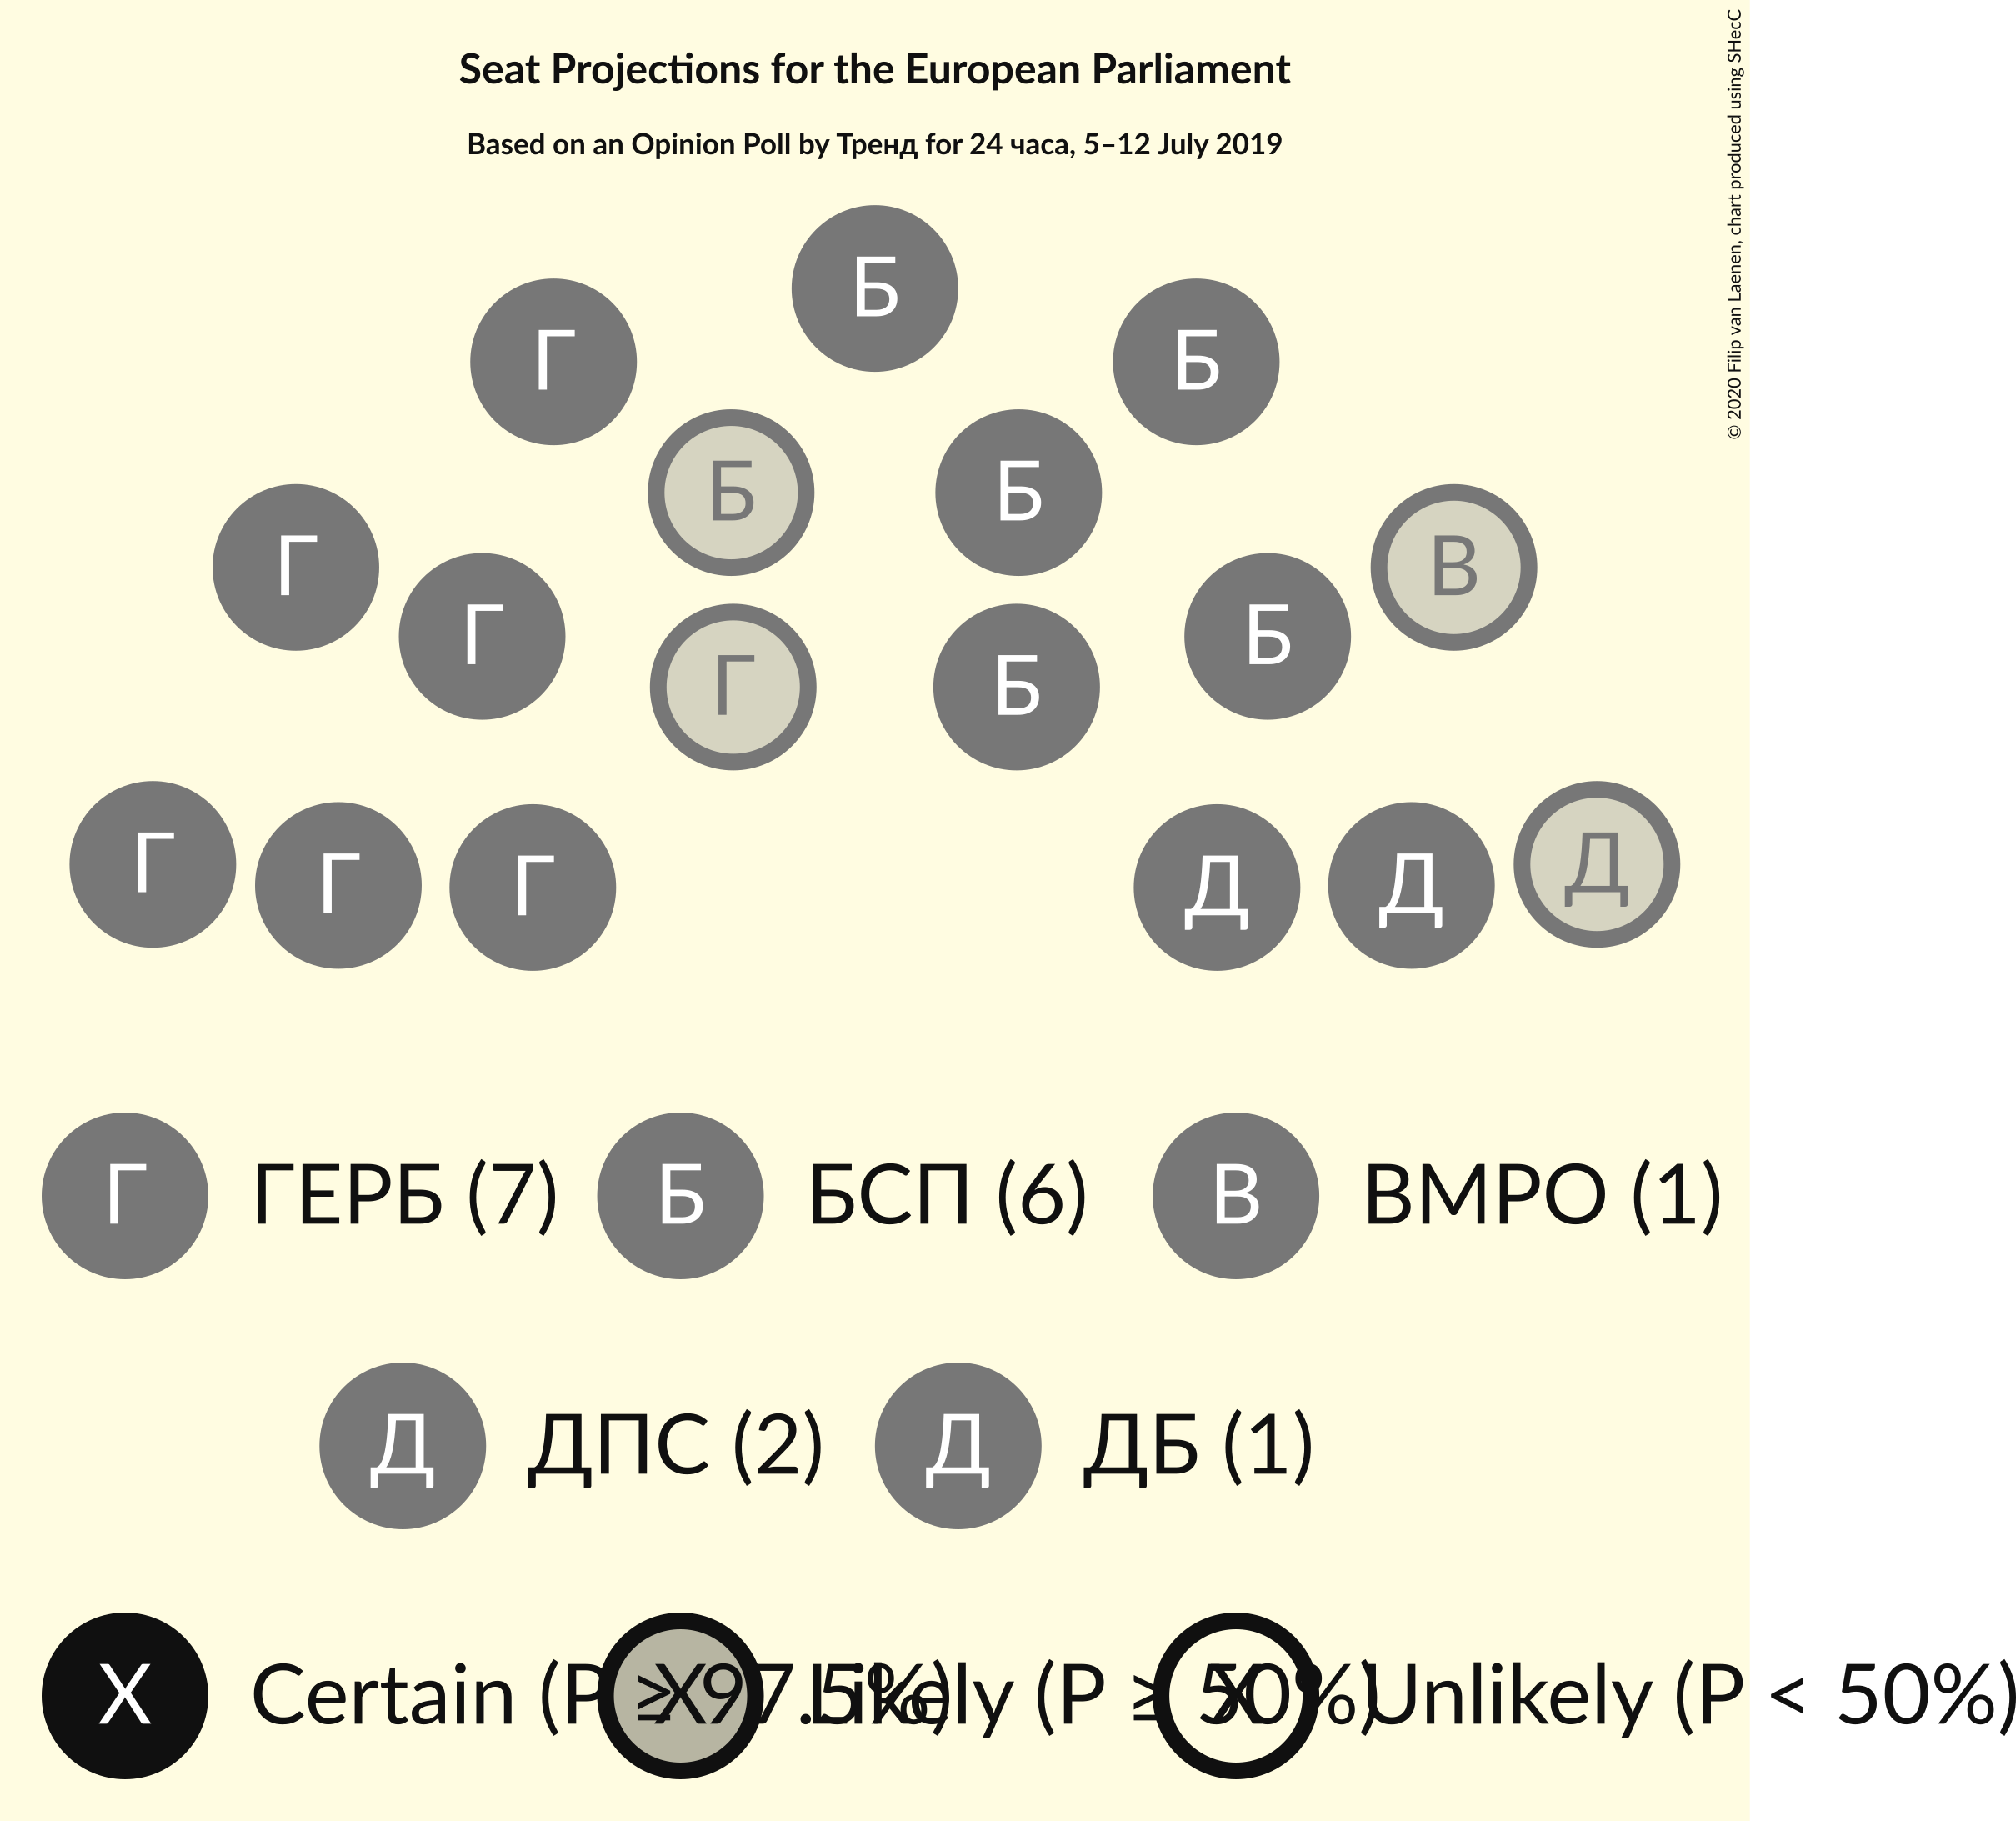 Seat Projections for the European Parliament
Based on an Opinion Poll by Тренд for 24 часа, 5–12 July 2019
© 2020 Filip van Laenen, chart produced using SHecC
Б
Г
Б
Б
Б
Г
В
Г
Б
Г
Б
Г
Д
Г
Д
Г
Д
Г ГЕРБ (7) Б БСП (6) В ВМРО (1)
Д ДПС (2) Д ДБ (1)
X Certain (P ≥ 97.5%) X Likely (P ≥ 50%) X Unlikely (P < 50%)